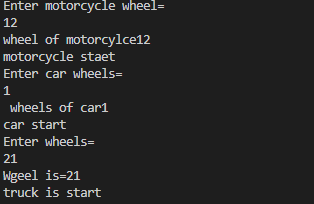 Enter motorcycle wheel=
12
wheel of motorcylce12
motorcycle staet
Enter car wheels=
1
 wheels of car1
car start
Enter wheels=
21
Wgeel is=21
truck is start